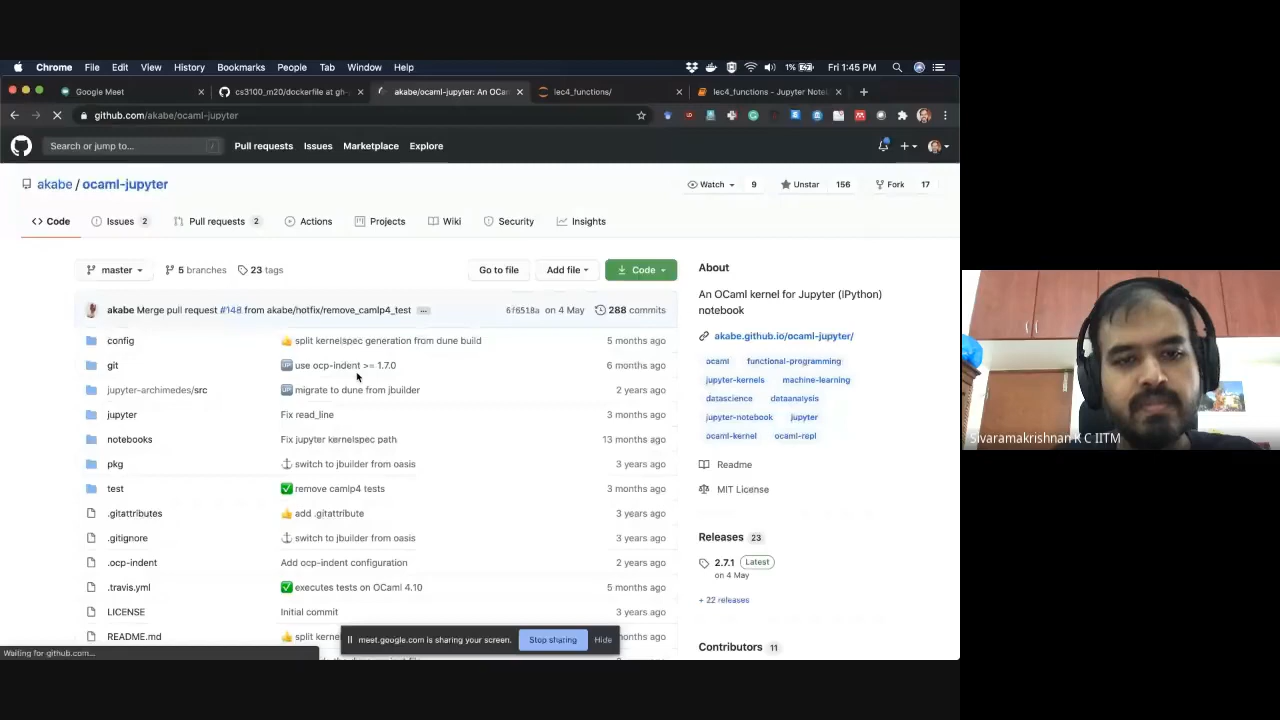 Chrome File Edit View History Bookmarks People Tab Window Help 1% Fri 1:45 PM
Google Meet cs3100_m20/dockerfile at gh- akabe/ocaml-jupyter: An OCa lec4_functions/ lec4_functions - Jupyter Note
github.com/akabe/ocaml-jupyter
Search or jump to... / Pull requests Issues Marketplace Explore
akabe / ocaml-jupyter Watch 9 Unstar 156 Fork 17
Code Issues 2 Pull requests 2 Actions Projects Wiki Security Insights
master 5 branches 23 tags Go to file Add file Code
akabe Merge pull request #148 from akabe/hotfix/remove_camlp4_test ... 6f6518a on 4 May 288 commits
config split kernelspec generation from dune build 5 months ago
git UP! use ocp-indent >= 1.7.0 6 months ago
jupyter-archimedes/src UP! migrate to dune from jbuilder 2 years ago
jupyter Fix read_line 3 months ago
notebooks Fix jupyter kernelspec path 13 months ago
pkg switch to jbuilder from oasis 3 years ago
test remove camlp4 tests 3 months ago
.gitattributes add .gitattribute 3 years ago
.gitignore switch to jbuilder from oasis 3 years ago
.ocp-indent Add ocp-indent configuration 2 years ago
.travis.yml executes tests on OCaml 4.10 5 months ago
LICENSE Initial commit 3 years ago
README.md split kerne months ago
About
An OCaml kernel for Jupyter (IPython)
notebook
akabe.github.io/ocaml-jupyter/
ocaml functional-programming
jupyter-kernels machine-learning
datascience dataanalysis
jupyter-notebook jupyter
ocaml-kernel ocaml-repl
Readme
MIT License
Releases 23
2.7.1 Latest
on 4 May
+ 22 releases
Contributors 11
meet.google.com is sharing your screen. Stop sharing Hide
Waiting for github.com...
Sivaramakrishnan K C IITM